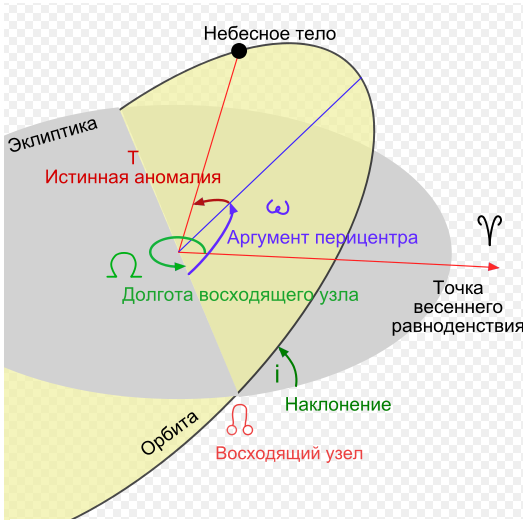 Небесное тело
Эклиптика
T
Истинная аномалия
ω
Аргумент перицентра
♈
Ω
Долгота восходящего узла
Точка
весеннего
равноденствия
i
Наклонение
☊
Орбита
Восходящий узел